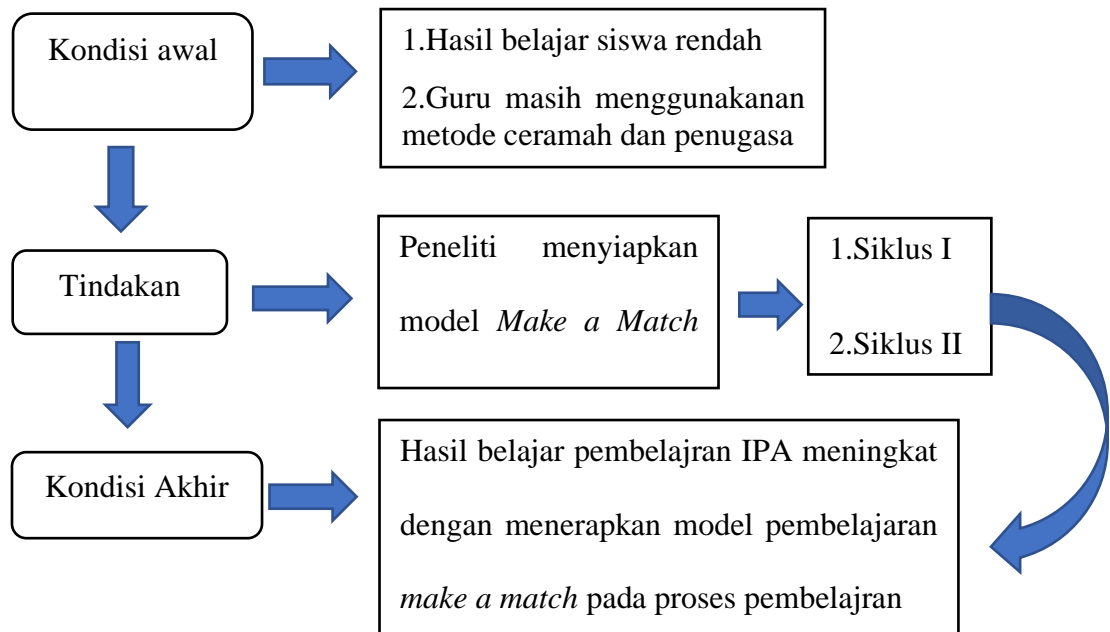 Kondisi awal
1.Hasil belajar siswa rendah
2.Guru masih menggunakanan
metode ceramah dan penugasa
Tindakan
Peneliti menyiapkan
model Make a Match
1.Siklus I
2.Siklus II
Kondisi Akhir
Hasil belajar pembelajran IPA meningkat
dengan menerapkan model pembelajaran
make a match pada proses pembelajran